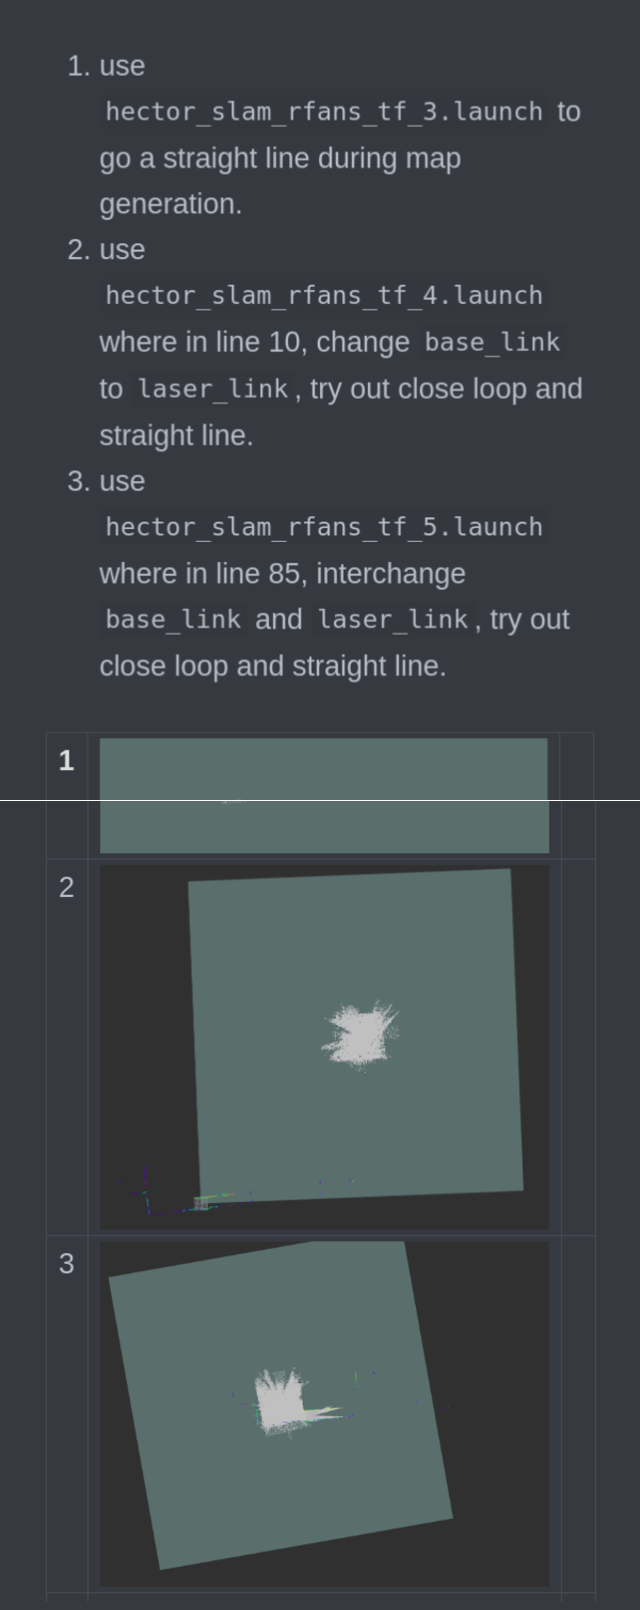 1. use
hector_slam_rfans_tf_3.launch to
go a straight line during map
generation.
2. use
hector_slam_rfans_tf_4.launch
where in line 10, change base_link
to laser_link, try out close loop and
straight line.
3. use
hector_slam_rfans_tf_5.launch
where in line 85, interchange
base_link and laser_link, try out
close loop and straight line.
1
2
3